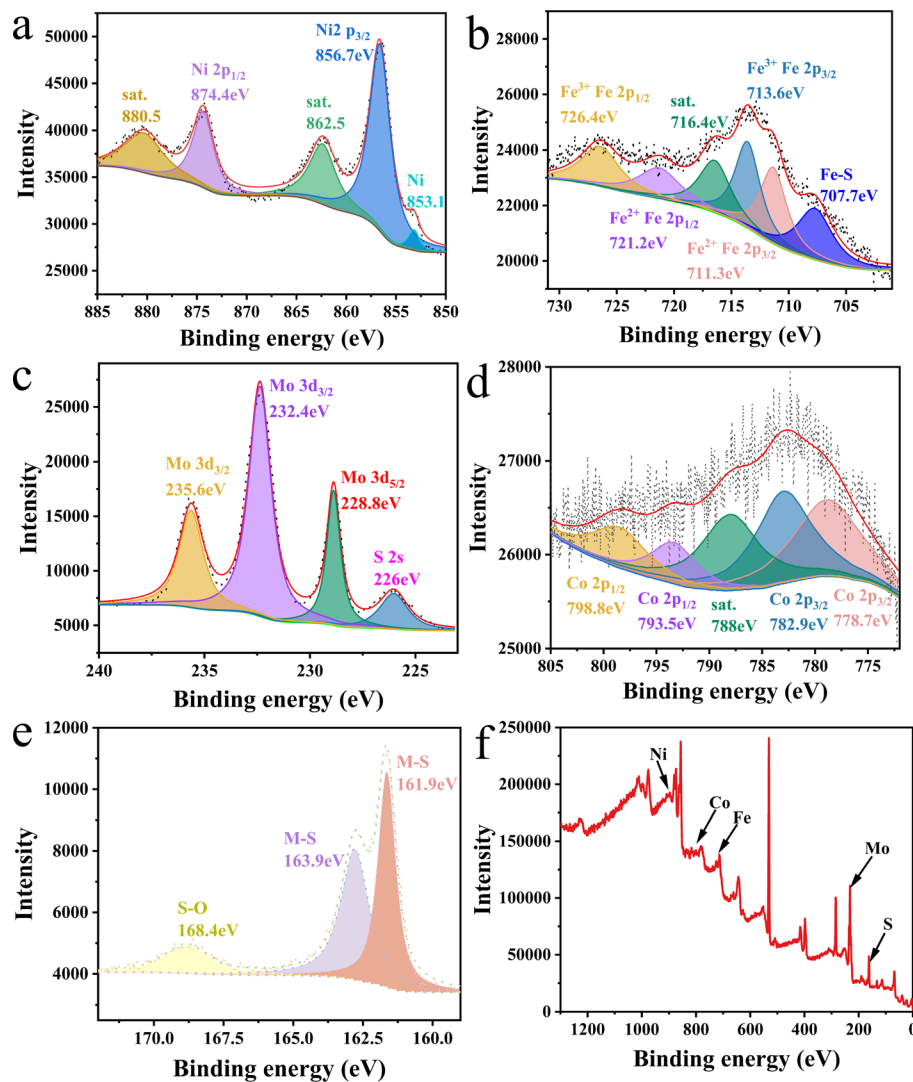 a
50000
45000
40000
35000
30000
25000
Intensity
sat.
880.5
Ni 2p1/2
874.4eV
sat.
862.5
Ni2 p3/2
856.7eV
Ni
853.1
885 880 875 870 865 860 855 850
Binding energy (eV)
b
28000
26000
24000
22000
20000
Intensity
Fe3+ Fe 2p1/2
726.4eV
sat.
716.4eV
Fe3+ Fe 2p3/2
713.6eV
Fe-S
707.7eV
Fe2+ Fe 2p1/2
721.2eV
Fe2+ Fe 2p3/2
711.3eV
730 725 720 715 710 705
Binding energy (eV)
c
25000
20000
15000
10000
5000
Intensity
Mo 3d3/2
235.6eV
Mo 3d3/2
232.4eV
Mo 3d5/2
228.8eV
S 2s
226eV
240 235 230 225
Binding energy (eV)
d
28000
27000
26000
25000
Intensity
Co 2p1/2
798.8eV
Co 2p1/2
793.5eV
sat.
788eV
Co 2p3/2
782.9eV
Co 2p3/2
778.7eV
805 800 795 790 785 780 775
Binding energy (eV)
e
12000
10000
8000
6000
4000
Intensity
S-O
168.4eV
M-S
163.9eV
M-S
161.9eV
170.0 167.5 165.0 162.5 160.0
Binding energy (eV)
f
250000
200000
150000
100000
50000
0
Intensity
Ni
Co
Fe
Mo
S
1200 1000 800 600 400 200 0
Binding energy (eV)